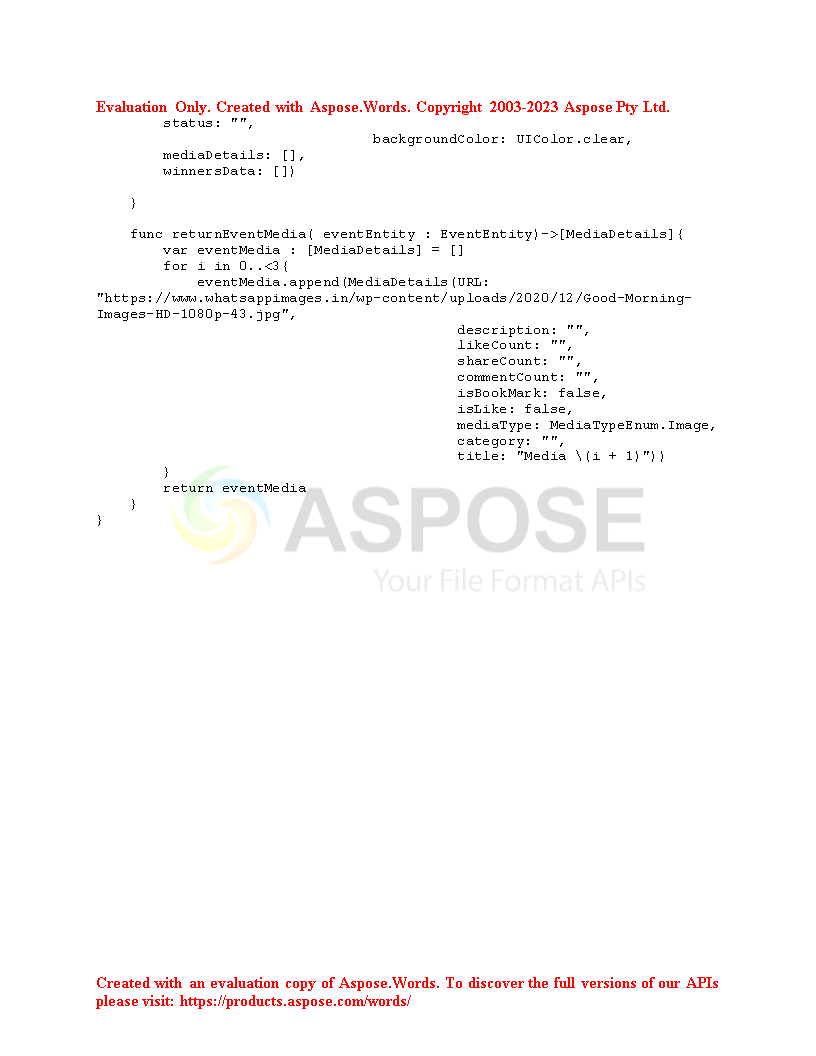 Evaluation Only. Created with Aspose.Words. Copyright 2003-2023 Aspose Pty Ltd.
        status: "",
                                 backgroundColor: UIColor.clear,
        mediaDetails: [],
        winnersData: [])

    }

    func returnEventMedia( eventEntity : EventEntity)->[MediaDetails]{
        var eventMedia : [MediaDetails] = []
        for i in 0..<3{
            eventMedia.append(MediaDetails(URL:
"https://www.whatsappimages.in/wp-content/uploads/2020/12/Good-Morning-
Images-HD-1080p-43.jpg",
                                           description: "",
                                           likeCount: "",
                                           shareCount: "",
                                           commentCount: "",
                                           isBookMark: false,
                                           isLike: false,
                                           mediaType: MediaTypeEnum.Image,
                                           category: "",
                                           title: "Media \(i + 1)"))
        }
        return eventMedia
    }
}
ASPOSE
Your File Format APIs
Created with an evaluation copy of Aspose.Words. To discover the full versions of our APIs
please visit: https://products.aspose.com/words/